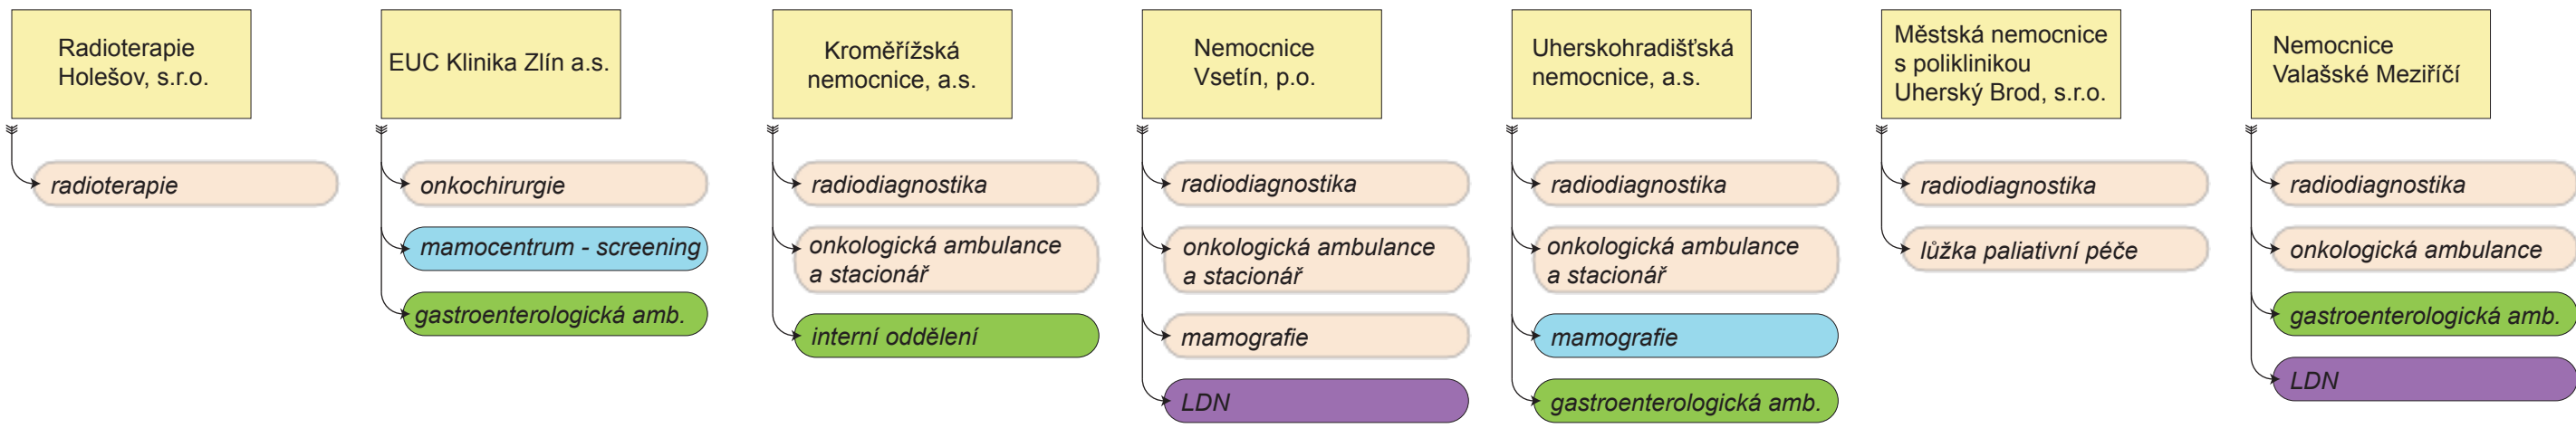 Radioterapie
Holešov, s.r.o.
radioterapie
EUC Klinika Zlín a.s.
onkochirurgie
mamocentrum - screening
gastroenterologická amb.
Kroměřížská
nemocnice, a.s.
radiodiagnostika
onkologická ambulance
a stacionář
interní oddělení
Nemocnice
Vsetín, p.o.
radiodiagnostika
onkologická ambulance
a stacionář
mamografie
LDN
Uherskohradišťská
nemocnice, a.s.
radiodiagnostika
onkologická ambulance
a stacionář
mamografie
gastroenterologická amb.
Městská nemocnice
s poliklinikou
Uherský Brod, s.r.o.
radiodiagnostika
lůžka paliativní péče
Nemocnice
Valašské Meziříčí
radiodiagnostika
onkologická ambulance
gastroenterologická amb.
LDN